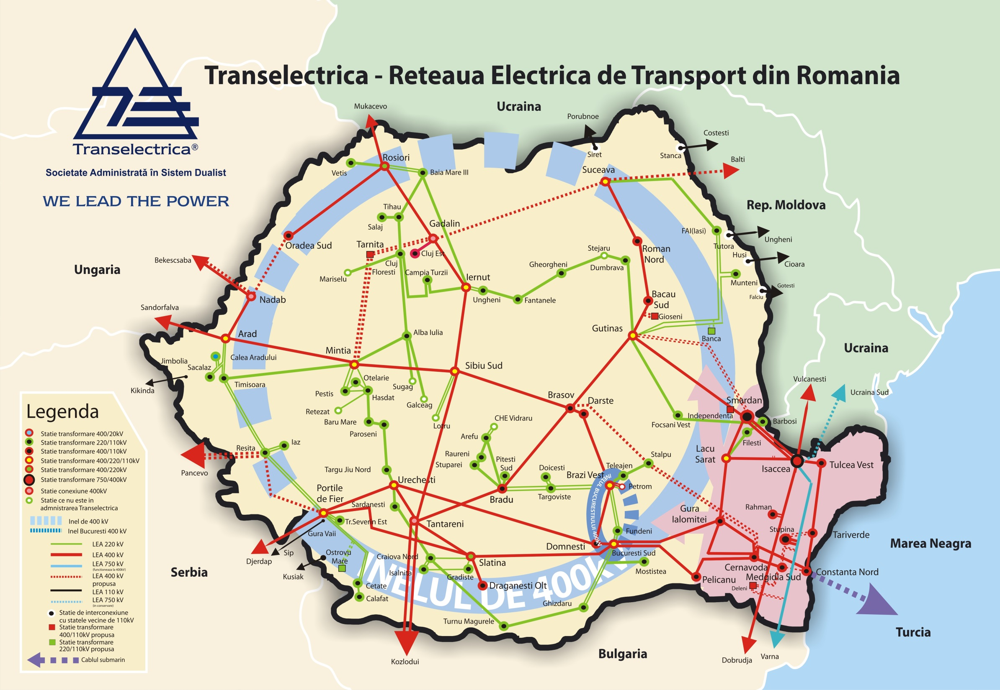 Transelectrica - Reteaua Electrica de Transport din Romania
Transelectrica®
Societate Administrată în Sistem Dualist
WE LEAD THE POWER
Ucraina
Mukacevo
Porubnoe
Costesti
Siret
Stanca
Balti
Rosiori
Vetis
Baia Mare III
Suceava
Rep. Moldova
Tihau
Salaj
Gadalin
FAI(Iasi)
Ungheni
Tutora
Oradea Sud
Tarnita
Cluj Est
Cluj
Floresti
Campia Turzii
Mariselu
Stejaru
Gheorgheni
Dumbrava
Roman
Nord
Husi
Cioara
Bekescsaba
Ungaria
Iernut
Ungheni
Fantanele
Munteni
Gotesti
Falciu
Nadab
Bacau
Sud
Gioseni
Sandorfalva
Arad
Alba Iulia
Gutinas
Banca
Ucraina
Mintia
Calea Aradului
Jimbolia
Sacalaz
Sibiu Sud
Timisoara
Kikinda
Otelarie
Pestis
Hasdat
Sugag
Galceag
Retezat
Baru Mare
Paroseni
Lotru
Brasov
Darste
Vulcanesti
Ucraina Sud
Smardan
Independenta
Barbosi
Focsani Vest
Filesti
CHE Vidraru
Arefu
Resita
Iaz
Raureni
Stuparei
Pitesti
Sud
Stalpu
Lacu
Sarat
Isaccea
Tulcea Vest
Pancevo
Targu Jiu Nord
Urechesti
Doicesti
Teleajen
Brazi Vest
Petrom
Portile
de Fier
Sardanesti
Bradu
Targoviste
INELUL BUCURESTIULUI 400kV
Gura
Ialomitei
Rahman
Tr.Severin Est
Tantareni
Stupina
Tariverde
Gura Vaii
Fundeni
Domnesti
Bucuresti Sud
Marea Neagra
Sip
Djerdap
Ostrovu
Mare
Craiova Nord
Slatina
Mostistea
Cernavoda
Medgidia Sud
Constanta Nord
Serbia
Kusiak
Isalnita
Gradiste
Pelicanu
Deleni
Cetate
Calafat
Draganesti Olt
INELUL DE 400KV
Ghizdaru
Turnu Magurele
Turcia
Kozlodui
Bulgaria
Dobrudja
Varna
Legenda
Statie transformare 400/20kV
Statie transformare 220/110kV
Statie transformare 400/110kV
Statie transformare 400/220/110kV
Statie transformare 400/220kV
Statie transformare 750/400kV
Statie conexiune 400kV
Statie ce nu este in
admnistrarea Transelectrica
Inel de 400 kV
Inel Bucuresti 400 kV
LEA 220 kV
LEA 400 kV
LEA 750 kV
(functioneaza la 400kV)
LEA 400 kV
propusa
LEA 110 kV
LEA 750 kV
(in conservare)
Statie de interconexiune
cu statele vecine de 110kV
Statie transformare
400/110kV propusa
Statie transformare
220/110kV propusa
Cablul submarin